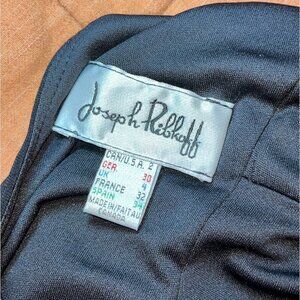 Joseph Ribkoff
CAN/U.S.A. 2
GER 30
UK 4
FRANCE 32
SPAIN 34
MADE IN/FAIT AU
CANADA